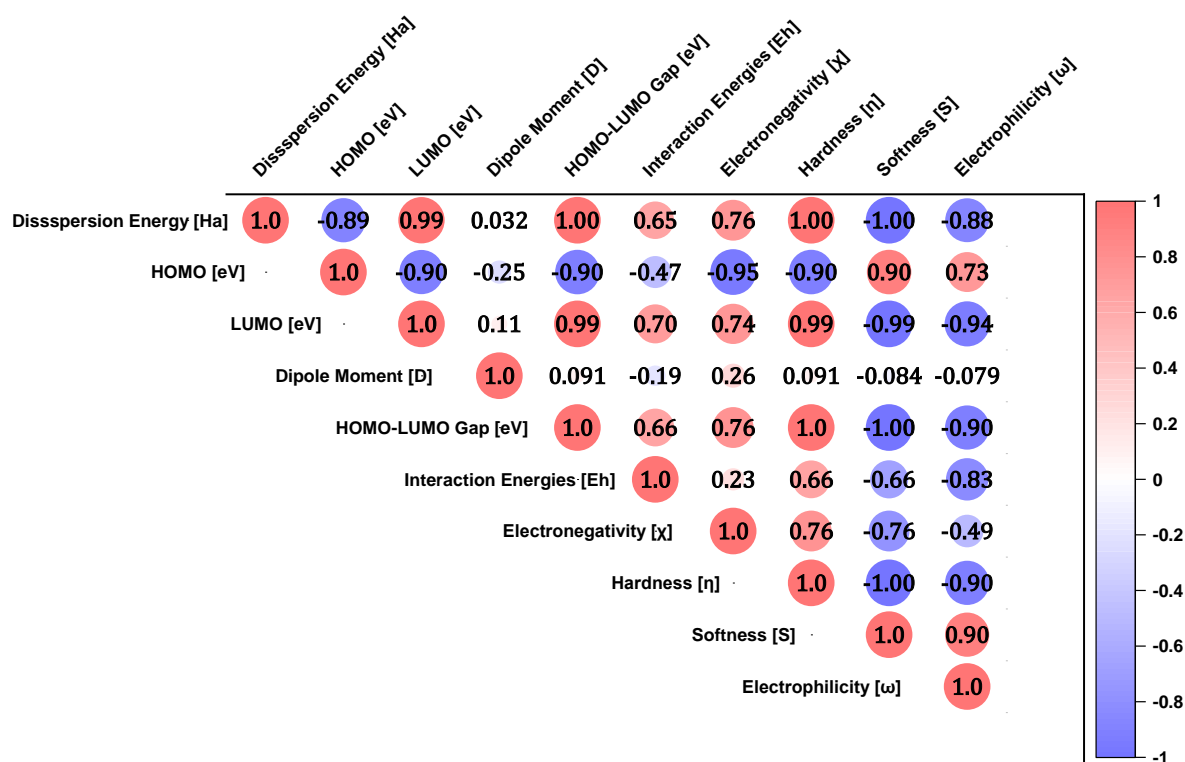 Dissspersion Energy [Ha]
HOMO [eV]
LUMO [eV]
Dipole Moment [D]
HOMO-LUMO Gap [eV]
Interaction Energies [Eh]
Electronegativity [χ]
Hardness [η]
Softness [S]
Electrophilicity [ω]
Dissspersion Energy [Ha] 1.0 -0.89 0.99 0.032 1.00 0.65 0.76 1.00 -1.00 -0.88
HOMO [eV] 1.0 -0.90 -0.25 -0.90 -0.47 -0.95 -0.90 0.90 0.73
LUMO [eV] 1.0 0.11 0.99 0.70 0.74 0.99 -0.99 -0.94
Dipole Moment [D] 1.0 0.091 -0.19 0.26 0.091 -0.084 -0.079
HOMO-LUMO Gap [eV] 1.0 0.66 0.76 1.0 -1.00 -0.90
Interaction Energies [Eh] 1.0 0.23 0.66 -0.66 -0.83
Electronegativity [χ] 1.0 0.76 -0.76 -0.49
Hardness [η] 1.0 -1.00 -0.90
Softness [S] 1.0 0.90
Electrophilicity [ω] 1.0
1
0.8
0.6
0.4
0.2
0
-0.2
-0.4
-0.6
-0.8
-1